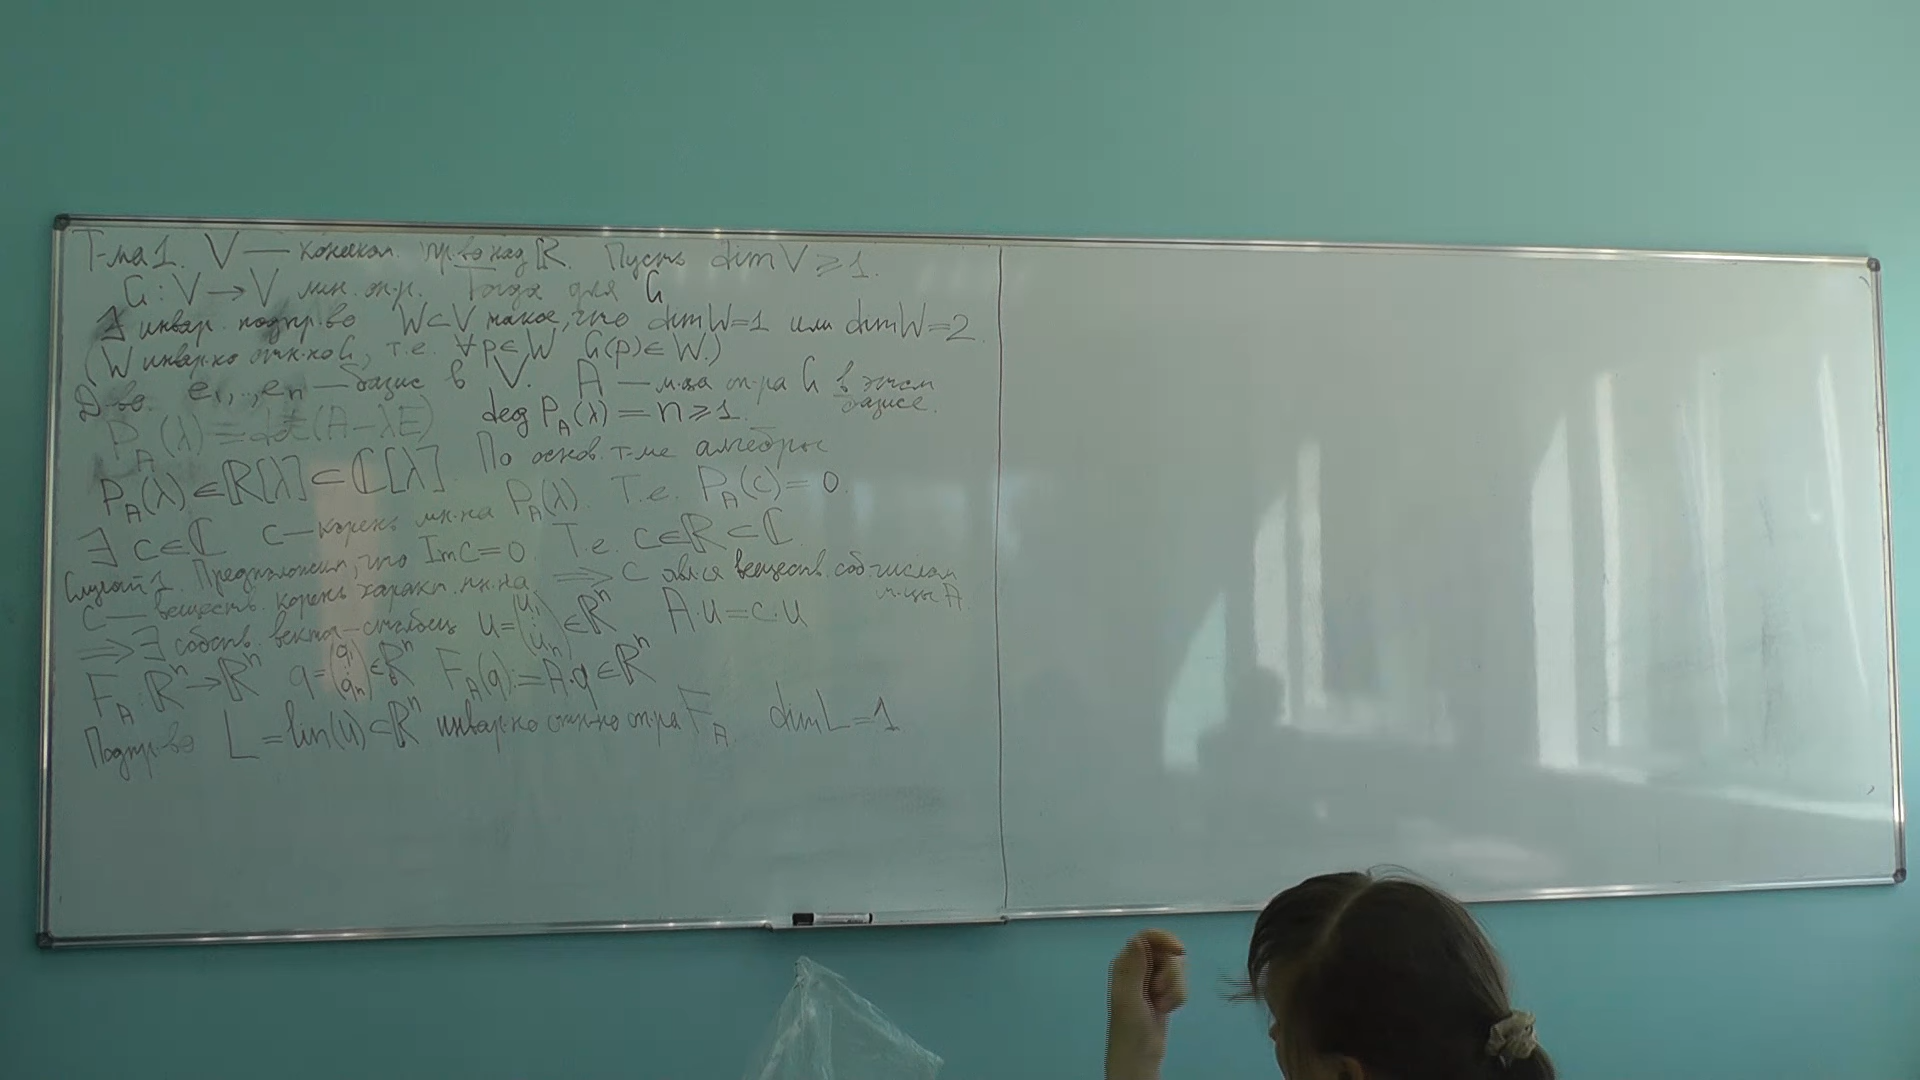 Т-ма 1. V — конечном. пр-во над ℝ. Пусть dim V ≥ 1.
G : V → V лин. оп-р. Тогда для G
∃ инвар. подпр-во W ⊂ V такое, что dim W = 1 или dim W = 2.
(W инвар-но отн-но G, т.е. ∀ p ∈ W G(p) ∈ W.)
Д-во. e₁, .., eₙ — базис в V. A — м-ца оп-ра G в этом базисе.
P_A(λ) = det(A − λE) deg P_A(λ) = n ≥ 1.
P_A(λ) ∈ ℝ[λ] ⊂ ℂ[λ]. По основ. т-ме алгебры
∃ c ∈ ℂ c — корень мн-на P_A(λ). Т.е. P_A(c) = 0.
Случай 1. Предположим, что Im c = 0. Т.е. c ∈ ℝ ⊂ ℂ.
c — веществ. корень характ. мн-на ⟹ c явл-ся веществ. соб. числом м-цы A.
⟹ ∃ собств. вектор-столбец u = (u₁ ⋮ uₙ) ∈ ℝⁿ A·u = c·u
F_A : ℝⁿ → ℝⁿ q = (q₁ ⋮ qₙ) ∈ ℝⁿ F_A(q) := A·q ∈ ℝⁿ
Подпр-во L = lin(u) ⊂ ℝⁿ инвар-но отн-но оп-ра F_A. dim L = 1